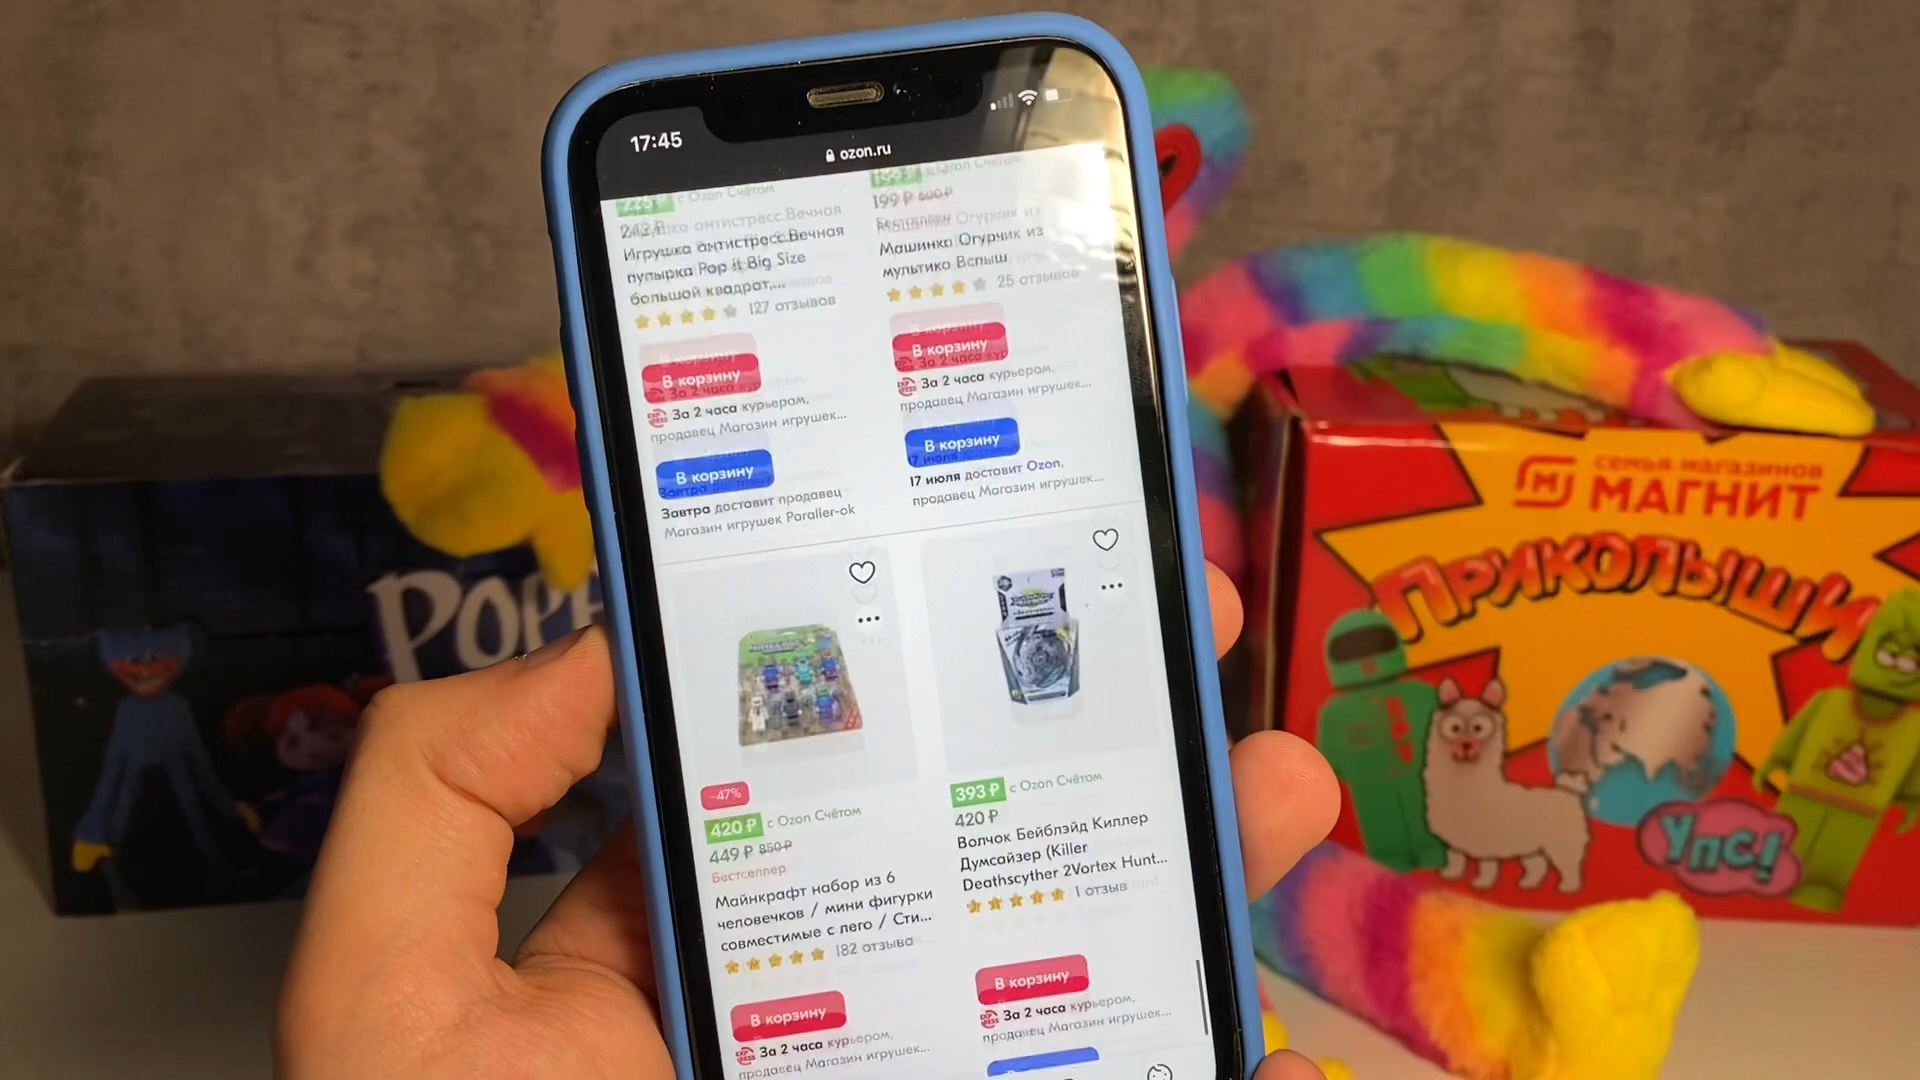 17:45
ozon.ru
с Ozon Счётом
242 ₽
Игрушка антистресс Вечная
пупырка Pop it Big Size
большой квадрат,...
127 отзывов
В корзину
За 2 часа курьером,
продавец Магазин игрушек...
В корзину
Завтра доставит продавец
Магазин игрушек Paraller-ok
199 ₽ 600 ₽
Бестселлер
Машинка Огурчик из
мультика Вспыш
25 отзывов
В корзину
За 2 часа курьером,
продавец Магазин игрушек...
В корзину
17 июля доставит Ozon,
продавец Магазин игрушек...
-47%
420 ₽ с Ozon Счётом
449 ₽ 850 ₽
Бестселлер
Майнкрафт набор из 6
человечков / мини фигурки
совместимые с лего / Сти...
182 отзыва
В корзину
За 2 часа курьером,
продавец Магазин игрушек...
393 ₽ с Ozon Счётом
420 ₽
Волчок Бейблэйд Киллер
Думсайзер (Killer
Deathscyther 2Vortex Hunt...
1 отзыв
В корзину
За 2 часа курьером,
продавец Магазин игрушек...
POP
СЕМЬЯ МАГАЗИНОВ
МАГНИТ
ПРИКОЛЫШИ
УПС!